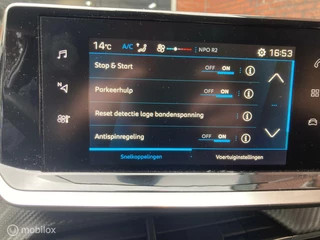 14°C A/C NPO R2 16:53
Stop & Start OFF ON
Parkeerhulp OFF ON
Reset detectie lage bandenspanning
Antispinregeling OFF ON
Snelkoppelingen Voertuiginstellingen
© mobilox